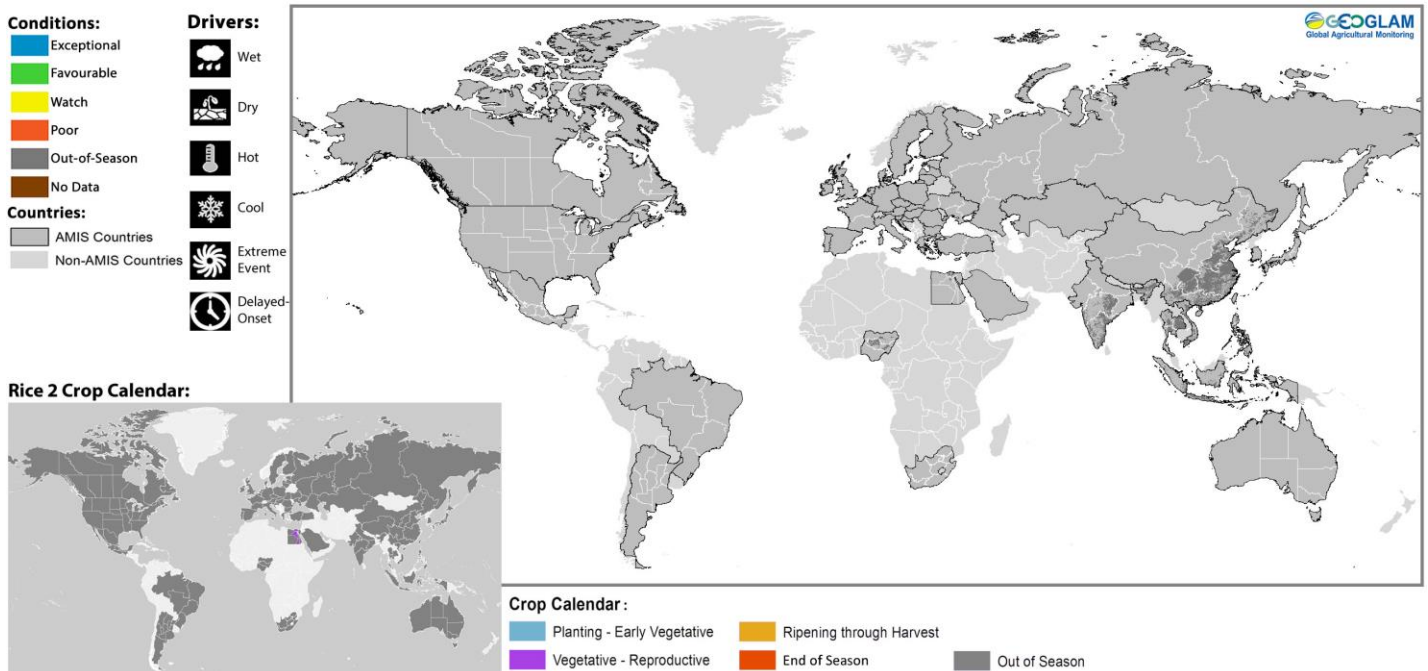 Conditions:
Exceptional
Favourable
Watch
Poor
Out-of-Season
No Data
Countries:
AMIS Countries
Non-AMIS Countries
Drivers:
Wet
Dry
Hot
Cool
Extreme
Event
Delayed-
Onset
GEOGLAM
Global Agricultural Monitoring
Rice 2 Crop Calendar:
Crop Calendar :
Planting - Early Vegetative
Vegetative - Reproductive
Ripening through Harvest
End of Season
Out of Season